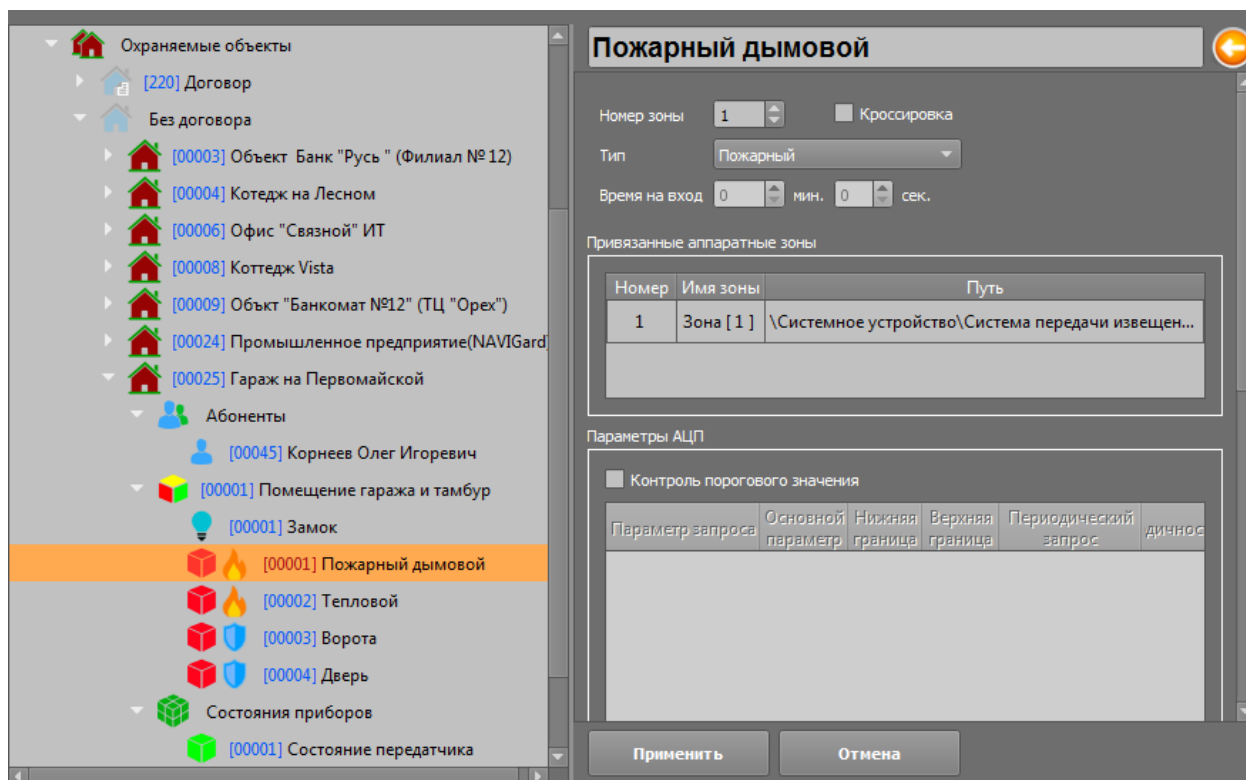 Охраняемые объекты
[220] Договор
Без договора
[00003] Объект Банк "Русь " (Филиал №12)
[00004] Котедж на Лесном
[00006] Офис "Связной" ИТ
[00008] Коттедж Vista
[00009] Объкт "Банкомат №12" (ТЦ "Орех")
[00024] Промышленное предприятие(NAVIGard)
[00025] Гараж на Первомайской
Абоненты
[00045] Корнеев Олег Игоревич
[00001] Помещение гаража и тамбур
[00001] Замок
[00001] Пожарный дымовой
[00002] Тепловой
[00003] Ворота
[00004] Дверь
Состояния приборов
[00001] Состояние передатчика
Пожарный дымовой
Номер зоны 1 Кроссировка
Тип Пожарный
Время на вход 0 мин. 0 сек.
Привязанные аппаратные зоны
Номер Имя зоны Путь
1 Зона [ 1 ] \Системное устройство\Система передачи извещен...
Параметры АЦП
Контроль порогового значения
Параметр запроса Основной параметр Нижняя граница Верхняя граница Периодический запрос дичнос
Применить Отмена